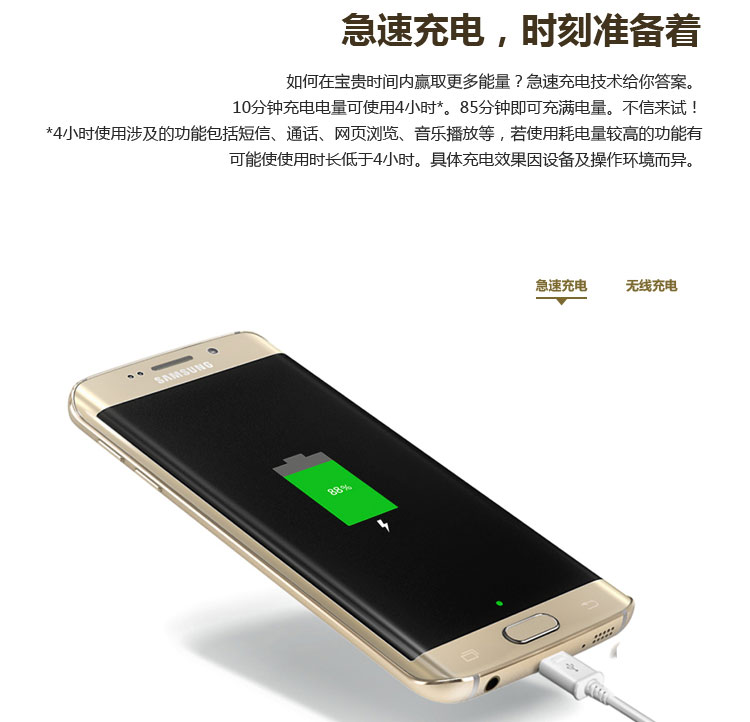 急速充电，时刻准备着
如何在宝贵时间内赢取更多能量？急速充电技术给你答案。
10分钟充电电量可使用4小时*。85分钟即可充满电量。不信来试！
*4小时使用涉及的功能包括短信、通话、网页浏览、音乐播放等，若使用耗电量较高的功能有
可能使使用时长低于4小时。具体充电效果因设备及操作环境而异。
急速充电 无线充电
SAMSUNG
88%